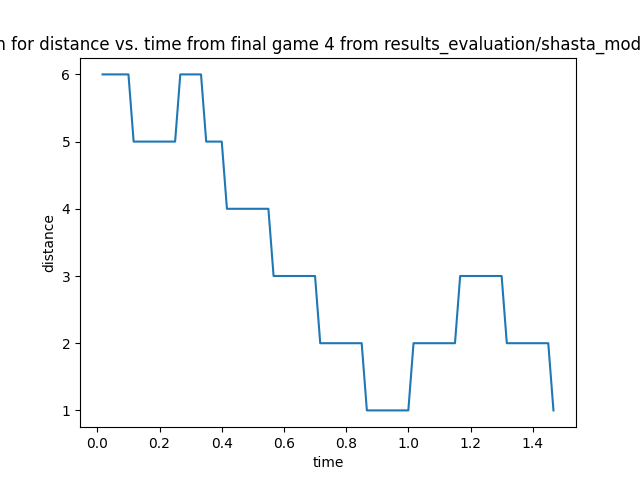 for distance vs. time from final game 4 from results_evaluation/shasta_mod
6
5
4
3
2
1
distance
0.0 0.2 0.4 0.6 0.8 1.0 1.2 1.4
time